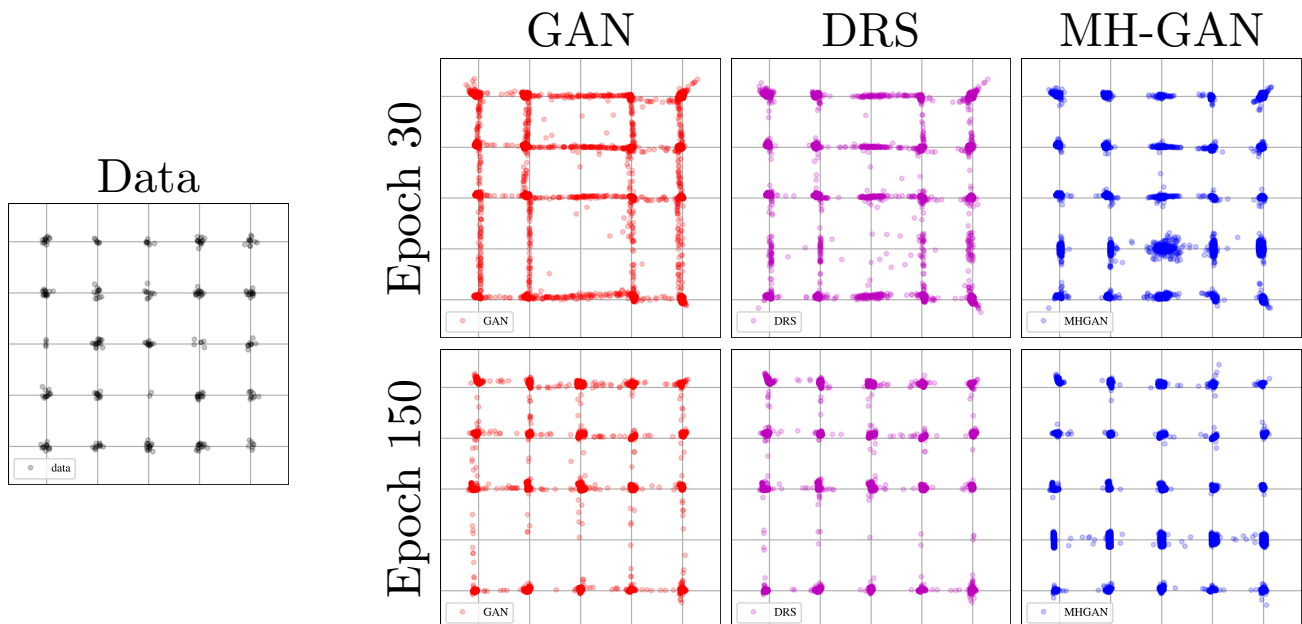 GAN DRS MH-GAN
Data
data
Epoch 30
GAN
DRS
MHGAN
Epoch 150
GAN
DRS
MHGAN